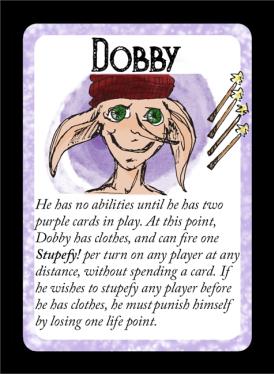 DOBBY
He has no abilities until he has two
purple cards in play. At this point,
Dobby has clothes, and can fire one
Stupefy! per turn on any player at any
distance, without spending a card. If
he wishes to stupefy any player before
he has clothes, he must punish himself
by losing one life point.